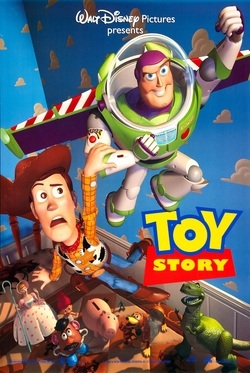 WALT DISNEY Pictures
presents
TOY
STORY